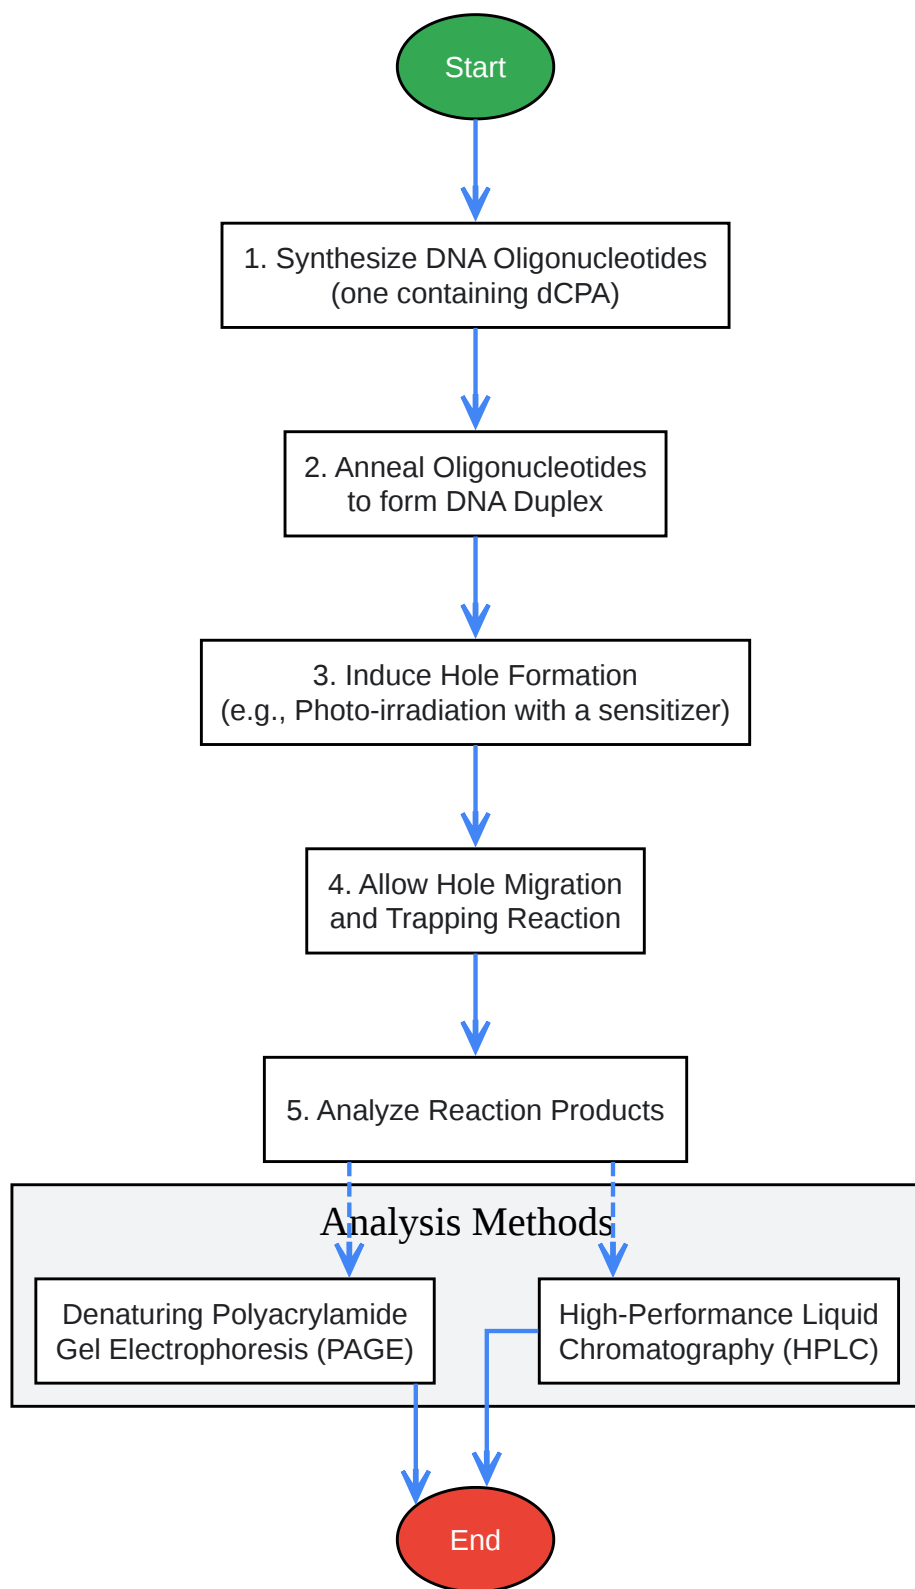 Start
1. Synthesize DNA Oligonucleotides
(one containing dCPA)
2. Anneal Oligonucleotides
to form DNA Duplex
3. Induce Hole Formation
(e.g., Photo-irradiation with a sensitizer)
4. Allow Hole Migration
and Trapping Reaction
5. Analyze Reaction Products
Analysis Methods
Denaturing Polyacrylamide
Gel Electrophoresis (PAGE)
High-Performance Liquid
Chromatography (HPLC)
End